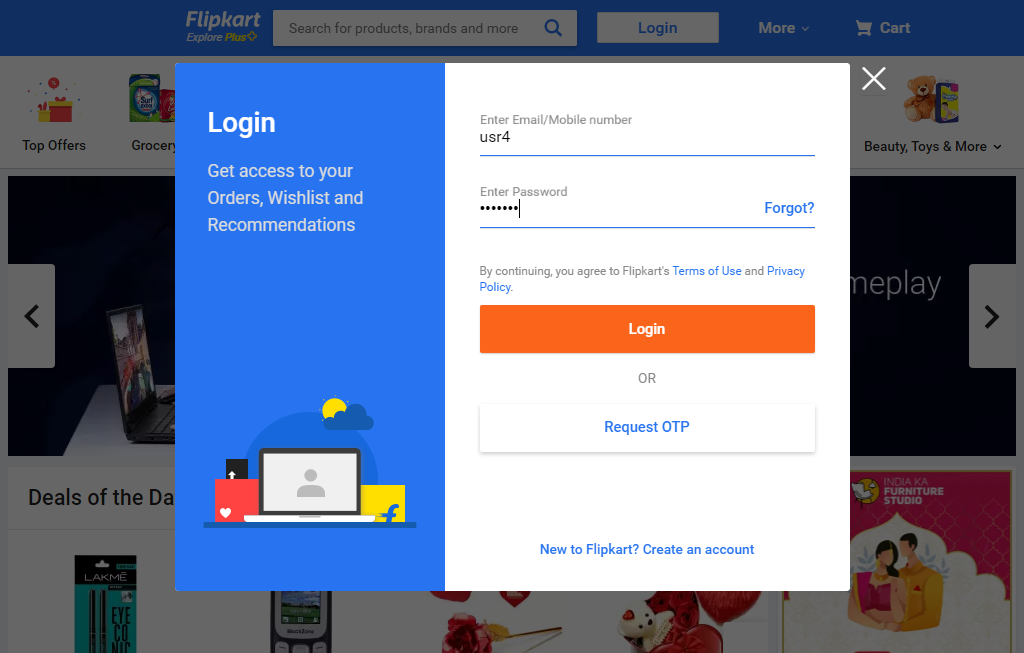 Flipkart
Explore Plus
Search for products, brands and more
Login
More
Cart
Top Offers
Grocery
Beauty, Toys & More
Login
Get access to your
Orders, Wishlist and
Recommendations
Enter Email/Mobile number
usr4
Enter Password
•••••••
Forgot?
By continuing, you agree to Flipkart's Terms of Use and Privacy
Policy.
Login
OR
Request OTP
New to Flipkart? Create an account
meplay
Deals of the Da
INDIA KA
FURNITURE
STUDIO
LAKMÉ
EYE
CO
NIC